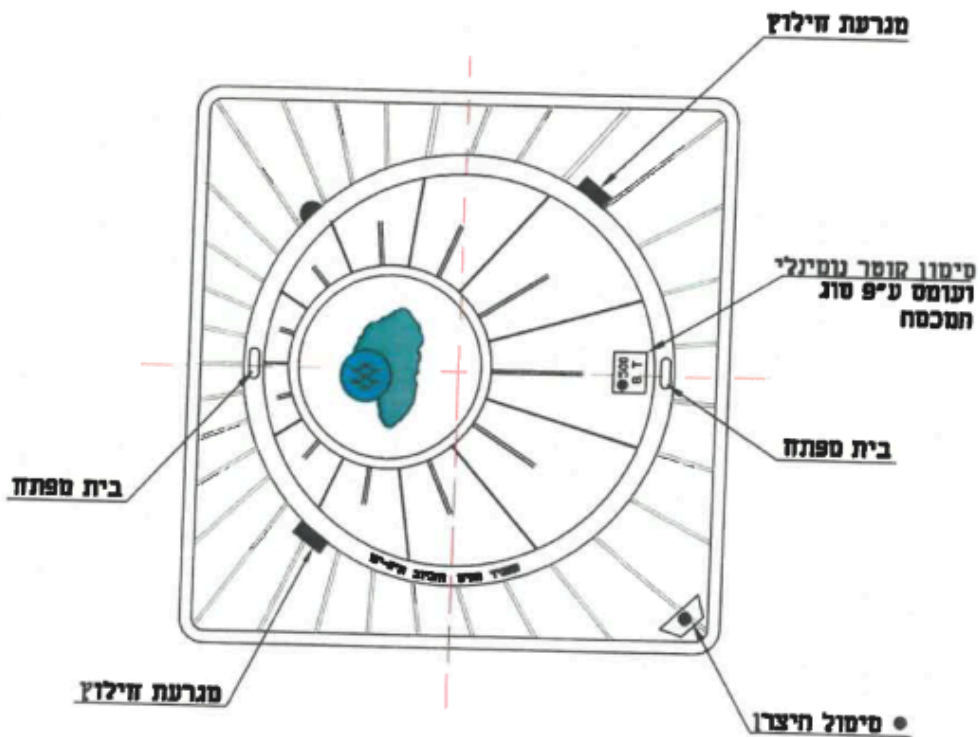 מגרעת חילוץ
סימון קוטר נומינלי
ועומס ע"פ סוג
המכסה
500
B.T
בית מפתח
בית מפתח
מגרעת חילוץ
סימול היצרן